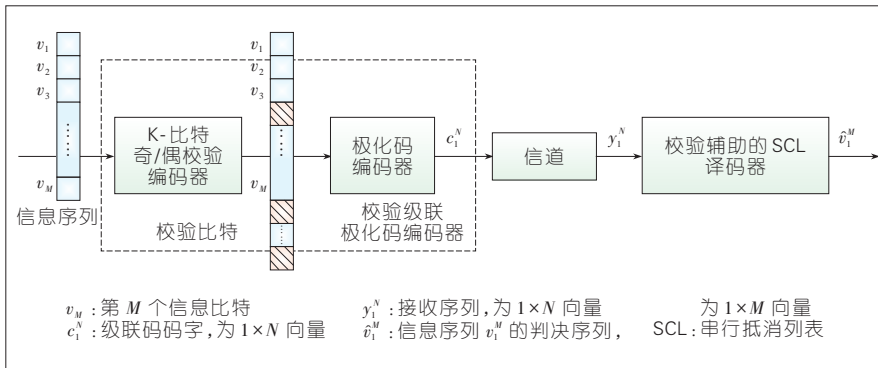 v₁
v₂
v₃
……
v_M
信息序列
K-比特
奇/偶校验
编码器
校验比特
v₁
v₂
v₃
……
v_M
……
极化码
编码器
校验级联
极化码编码器
c₁ᴺ
信道
y₁ᴺ
校验辅助的 SCL
译码器
v̂₁ᴹ
v_M：第 M 个信息比特
y₁ᴺ：接收序列，为 1×N 向量
为 1×M 向量
c₁ᴺ：级联码码字，为 1×N 向量
v̂₁ᴹ：信息序列 v₁ᴹ 的判决序列，
SCL：串行抵消列表